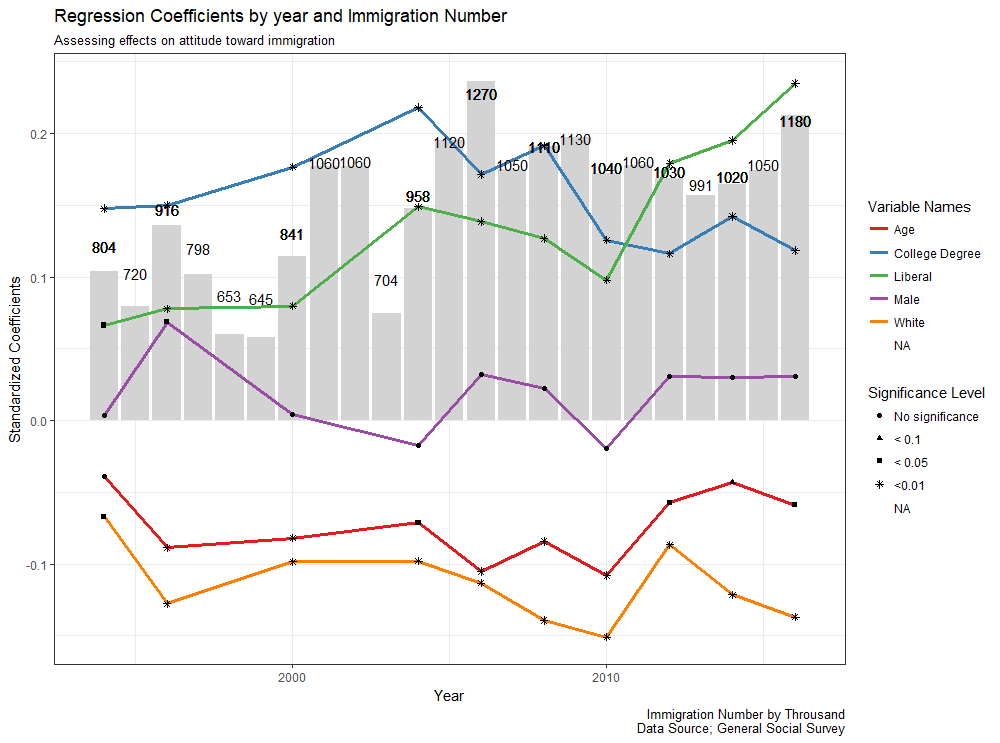 Regression Coefficients by year and Immigration Number
Assessing effects on attitude toward immigration
Standardized Coefficients
0.2
0.1
0.0
-0.1
804
720
916
798
653
645
841
1060
1060
704
958
1120
1270
1050
1110
1130
1040
1060
1030
991
1020
1050
1180
2000
2010
Year
Variable Names
Age
College Degree
Liberal
Male
White
NA
Significance Level
No significance
< 0.1
< 0.05
<0.01
NA
Immigration Number by Throusand
Data Source; General Social Survey